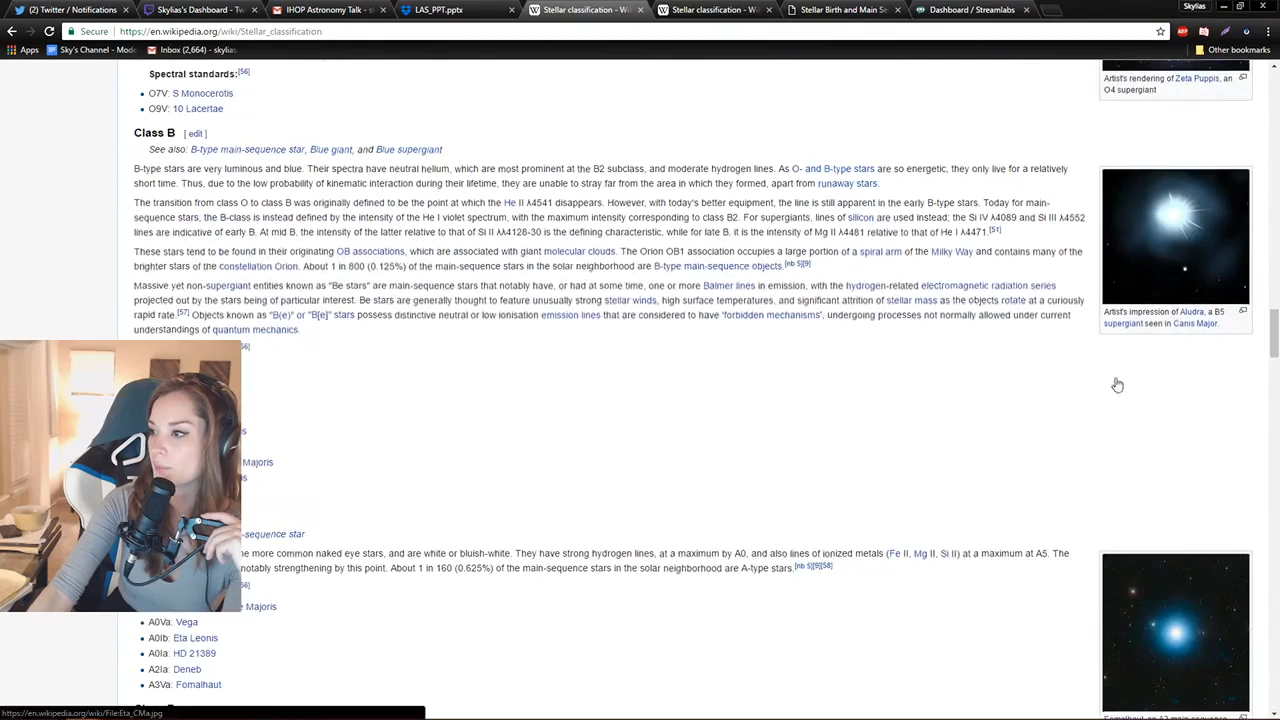 (2) Twitter / Notifications
Skylias's Dashboard - Tw
IHOP Astronomy Talk - s
LAS_PPT.pptx
Stellar classification - Wi
Stellar classification - Wi
Stellar Birth and Main Se
Dashboard / Streamlabs
Skylias
Secure
https://en.wikipedia.org/wiki/Stellar_classification
Apps
Sky's Channel - Mode
Inbox (2,664) - skylias
Other bookmarks
Spectral standards:[56]
O7V: S Monocerotis
O9V: 10 Lacertae
Artist's rendering of Zeta Puppis, an
O4 supergiant
Class B [ edit ]
See also: B-type main-sequence star, Blue giant, and Blue supergiant
B-type stars are very luminous and blue. Their spectra have neutral helium, which are most prominent at the B2 subclass, and moderate hydrogen lines. As O- and B-type stars are so energetic, they only live for a relatively
short time. Thus, due to the low probability of kinematic interaction during their lifetime, they are unable to stray far from the area in which they formed, apart from runaway stars.
The transition from class O to class B was originally defined to be the point at which the He II λ4541 disappears. However, with today's better equipment, the line is still apparent in the early B-type stars. Today for main-
sequence stars, the B-class is instead defined by the intensity of the He I violet spectrum, with the maximum intensity corresponding to class B2. For supergiants, lines of silicon are used instead; the Si IV λ4089 and Si III λ4552
lines are indicative of early B. At mid B, the intensity of the latter relative to that of Si II λλ4128-30 is the defining characteristic, while for late B, it is the intensity of Mg II λ4481 relative to that of He I λ4471.[51]
These stars tend to be found in their originating OB associations, which are associated with giant molecular clouds. The Orion OB1 association occupies a large portion of a spiral arm of the Milky Way and contains many of the
brighter stars of the constellation Orion. About 1 in 800 (0.125%) of the main-sequence stars in the solar neighborhood are B-type main-sequence objects.[nb 5][9]
Massive yet non-supergiant entities known as "Be stars" are main-sequence stars that notably have, or had at some time, one or more Balmer lines in emission, with the hydrogen-related electromagnetic radiation series
projected out by the stars being of particular interest. Be stars are generally thought to feature unusually strong stellar winds, high surface temperatures, and significant attrition of stellar mass as the objects rotate at a curiously
rapid rate.[57] Objects known as "B(e)" or "B[e]" stars possess distinctive neutral or low ionisation emission lines that are considered to have 'forbidden mechanisms', undergoing processes not normally allowed under current
understandings of quantum mechanics.
Artist's impression of Aludra, a B5
supergiant seen in Canis Major.
[56]
Majoris
-sequence star
e more common naked eye stars, and are white or bluish-white. They have strong hydrogen lines, at a maximum by A0, and also lines of ionized metals (Fe II, Mg II, Si II) at a maximum at A5. The
notably strengthening by this point. About 1 in 160 (0.625%) of the main-sequence stars in the solar neighborhood are A-type stars.[nb 5][9][58]
[56]
e Majoris
A0Va: Vega
A0Ib: Eta Leonis
A0Ia: HD 21389
A2Ia: Deneb
A3Va: Fomalhaut
Fomalhaut, an A3 main-sequence
https://en.wikipedia.org/wiki/File:Eta_CMa.jpg